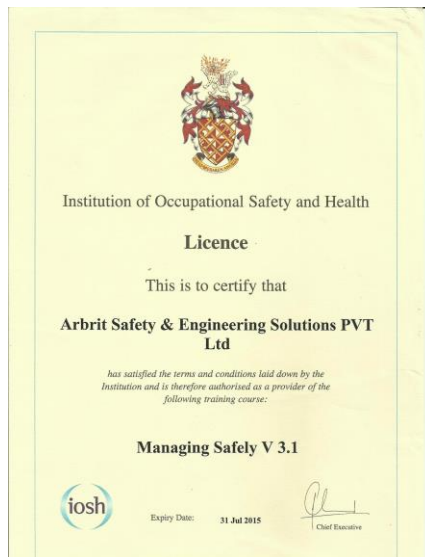 Institution of Occupational Safety and Health
Licence
This is to certify that
Arbrit Safety & Engineering Solutions PVT
Ltd
has satisfied the terms and conditions laid down by the
Institution and is therefore authorised as a provider of the
following training course:
Managing Safely V 3.1
iosh
Expiry Date: 31 Jul 2015
Chief Executive